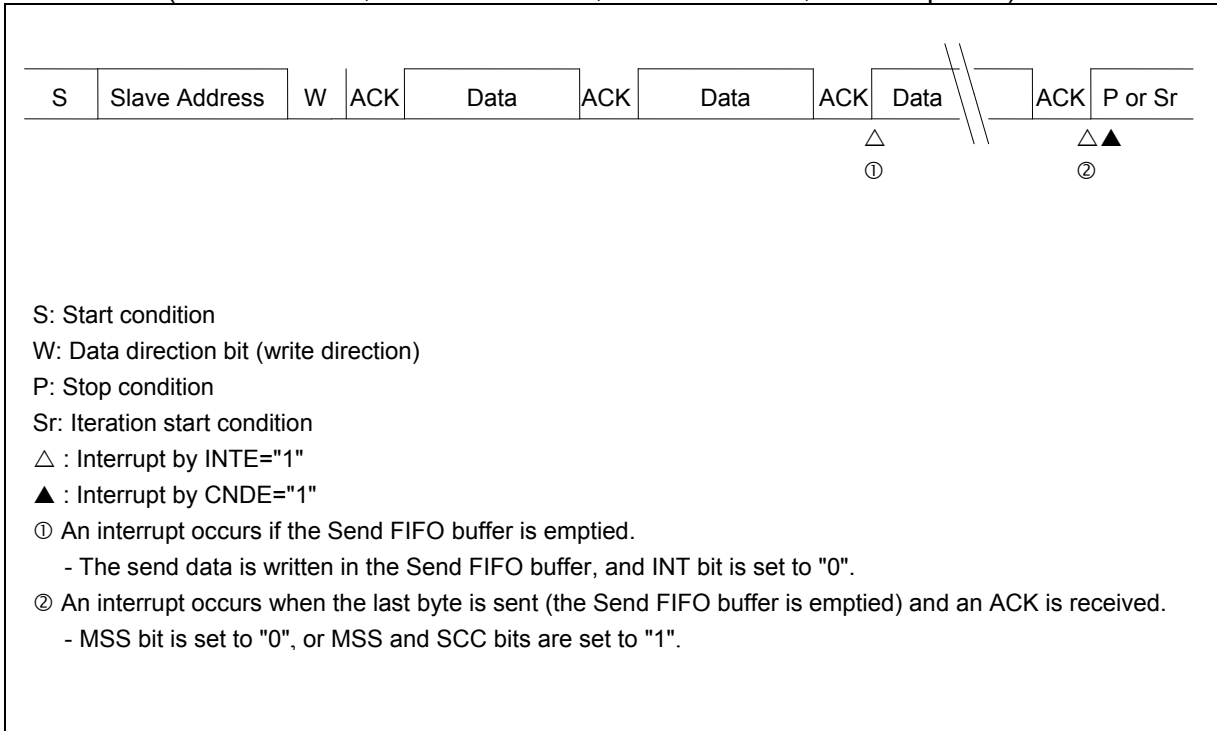 S Slave Address W ACK Data ACK Data ACK Data ACK P or Sr
△ △▲
① ②
S: Start condition
W: Data direction bit (write direction)
P: Stop condition
Sr: Iteration start condition
△ : Interrupt by INTE="1"
▲ : Interrupt by CNDE="1"
① An interrupt occurs if the Send FIFO buffer is emptied.
- The send data is written in the Send FIFO buffer, and INT bit is set to "0".
② An interrupt occurs when the last byte is sent (the Send FIFO buffer is emptied) and an ACK is received.
- MSS bit is set to "0", or MSS and SCC bits are set to "1".